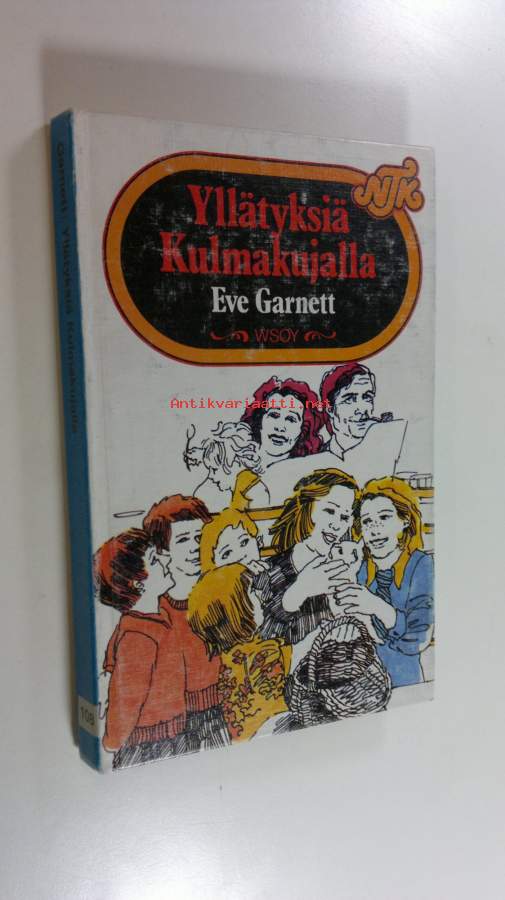 NTK
Yllätyksiä
Kulmakujalla
Eve Garnett
WSOY
Antikvariaatti.net
Garnett Yllätyksiä Kulmakujalla
108